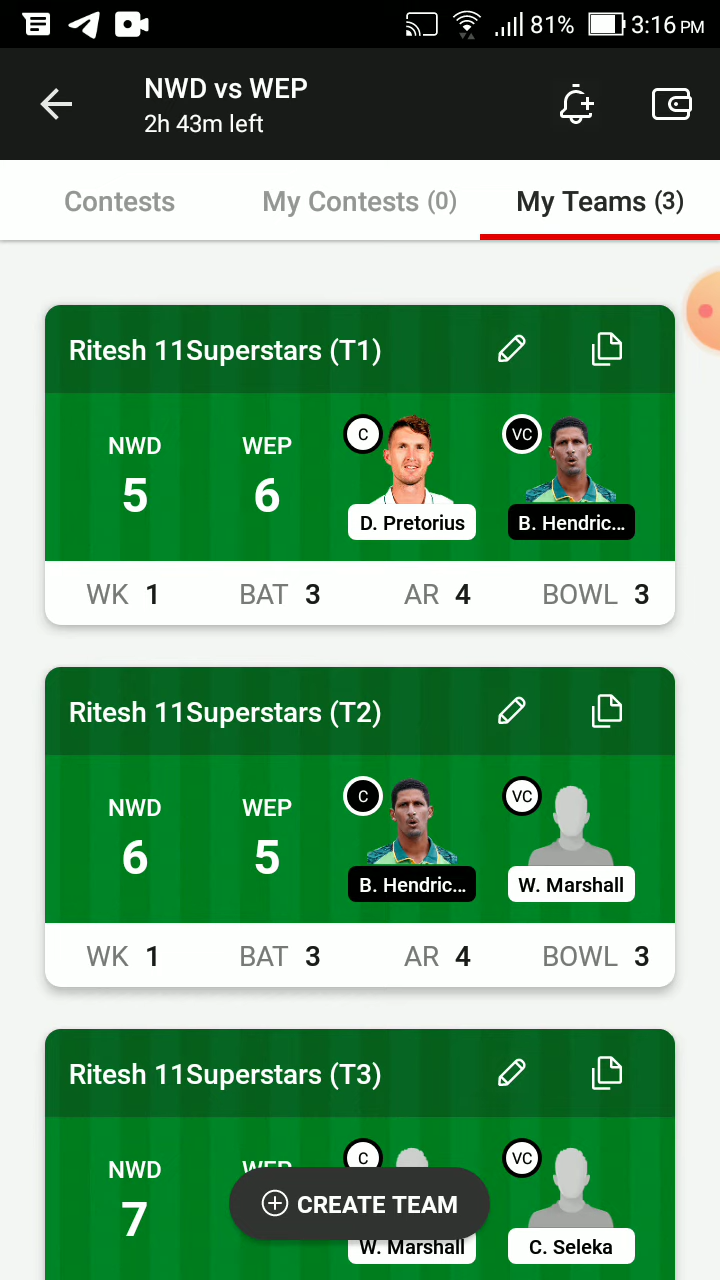 81% 3:16 PM
NWD vs WEP
2h 43m left
Contests My Contests (0) My Teams (3)
Ritesh 11Superstars (T1)
NWD WEP C VC
5 6
D. Pretorius B. Hendric...
WK 1 BAT 3 AR 4 BOWL 3
Ritesh 11Superstars (T2)
NWD WEP C VC
6 5
B. Hendric... W. Marshall
WK 1 BAT 3 AR 4 BOWL 3
Ritesh 11Superstars (T3)
NWD WEP C VC
7
CREATE TEAM
W. Marshall C. Seleka